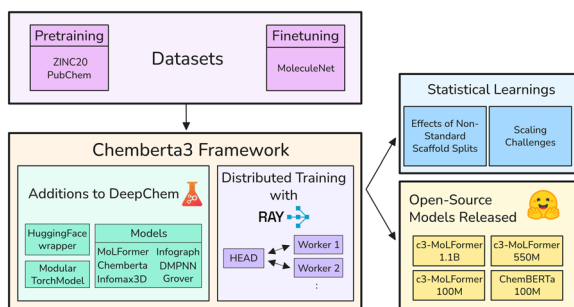 Pretraining
ZINC20
PubChem
Datasets
Finetuning
MoleculeNet
Chemberta3 Framework
Additions to DeepChem
HuggingFace
wrapper
Modular
TorchModel
Models
MoLFormer Infograph
Chemberta DMPNN
Infomax3D Grover
Distributed Training
with
RAY
HEAD
Worker 1
Worker 2
:
Statistical Learnings
Effects of Non-
Standard
Scaffold Splits
Scaling
Challenges
Open-Source
Models Released
c3-MoLFormer
1.1B
c3-MoLFormer
550M
c3-MoLFormer
100M
ChemBERTa
100M